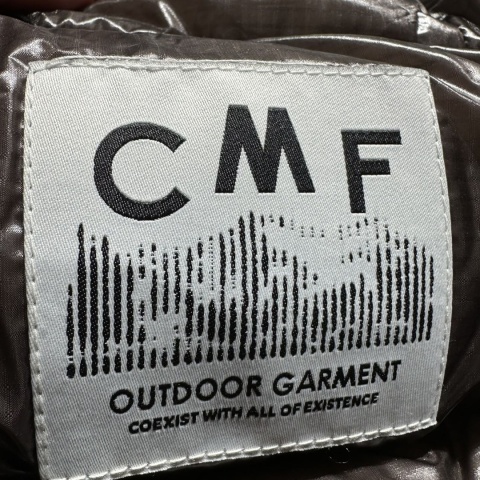 CMF
OUTDOOR GARMENT
COEXIST WITH ALL OF EXISTENCE